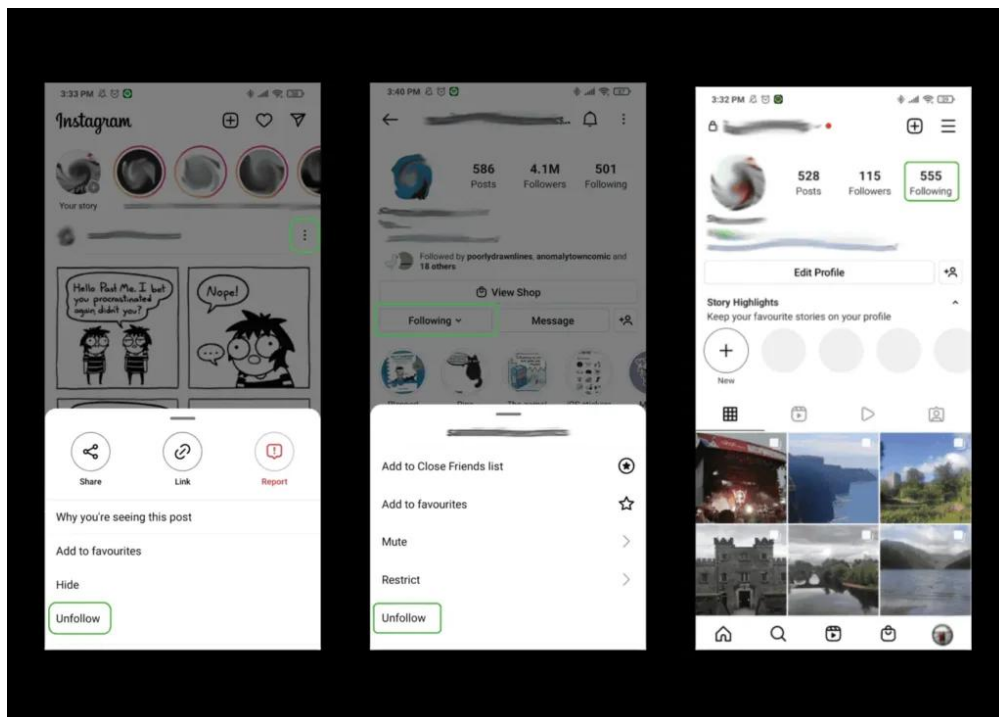 3:33 PM
Instagram
Your story
Hello Past Me. I bet
you procrastinated
again didn't you?
Nope!
Share
Link
Report
Why you're seeing this post
Add to favourites
Hide
Unfollow
3:40 PM
586
4.1M
501
Posts
Followers
Following
Followed by poorlydrawnlines, anomalytowncomic and
18 others
View Shop
Following
Message
Add to Close Friends list
Add to favourites
Mute
Restrict
Unfollow
3:32 PM
528
115
555
Posts
Followers
Following
Edit Profile
Story Highlights
Keep your favourite stories on your profile
New